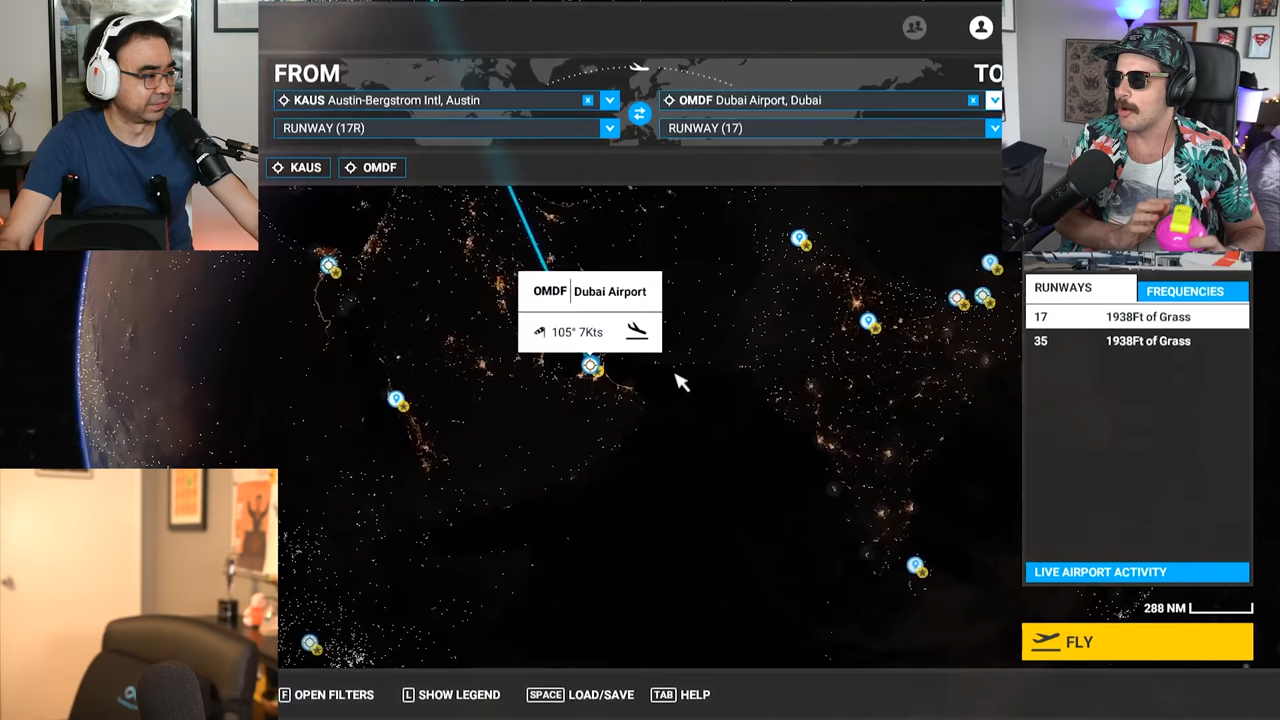 FROM
TO
KAUS Austin-Bergstrom Intl, Austin
OMDF Dubai Airport, Dubai
RUNWAY (17R)
RUNWAY (17)
KAUS
OMDF
OMDF Dubai Airport
105° 7Kts
RUNWAYS
FREQUENCIES
17 1938Ft of Grass
35 1938Ft of Grass
LIVE AIRPORT ACTIVITY
288 NM
FLY
F OPEN FILTERS
L SHOW LEGEND
SPACE LOAD/SAVE
TAB HELP